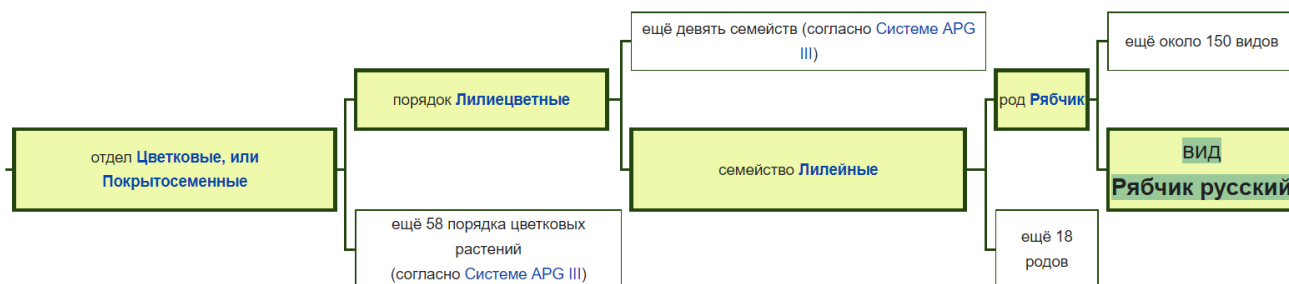 ещё девять семейств (согласно Системе APG
III)
ещё около 150 видов
порядок Лилиецветные
род Рябчик
отдел Цветковые, или
Покрытосеменные
семейство Лилейные
вид
Рябчик русский
ещё 58 порядка цветковых
растений
(согласно Системе APG III)
ещё 18
родов